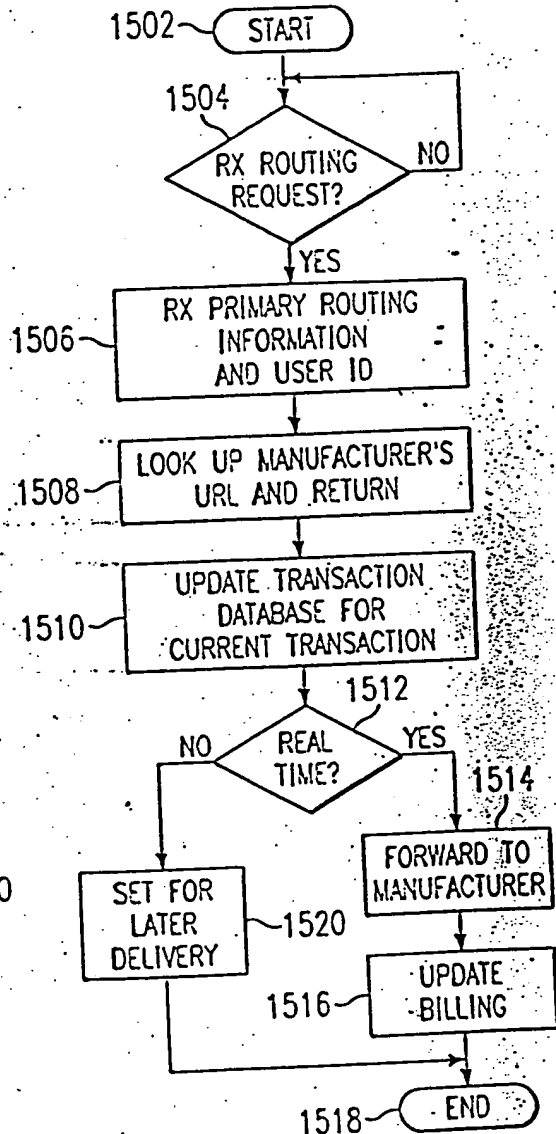 1502
START
1504
RX ROUTING
REQUEST?
NO
YES
1506
RX PRIMARY ROUTING
INFORMATION
AND USER ID
1508
LOOK UP MANUFACTURER'S
URL AND RETURN
1510
UPDATE TRANSACTION
DATABASE FOR
CURRENT TRANSACTION
1512
NO
REAL
TIME?
YES
1514
FORWARD TO
MANUFACTURER
0
SET FOR
LATER
DELIVERY
1520
1516
UPDATE
BILLING
1518
END